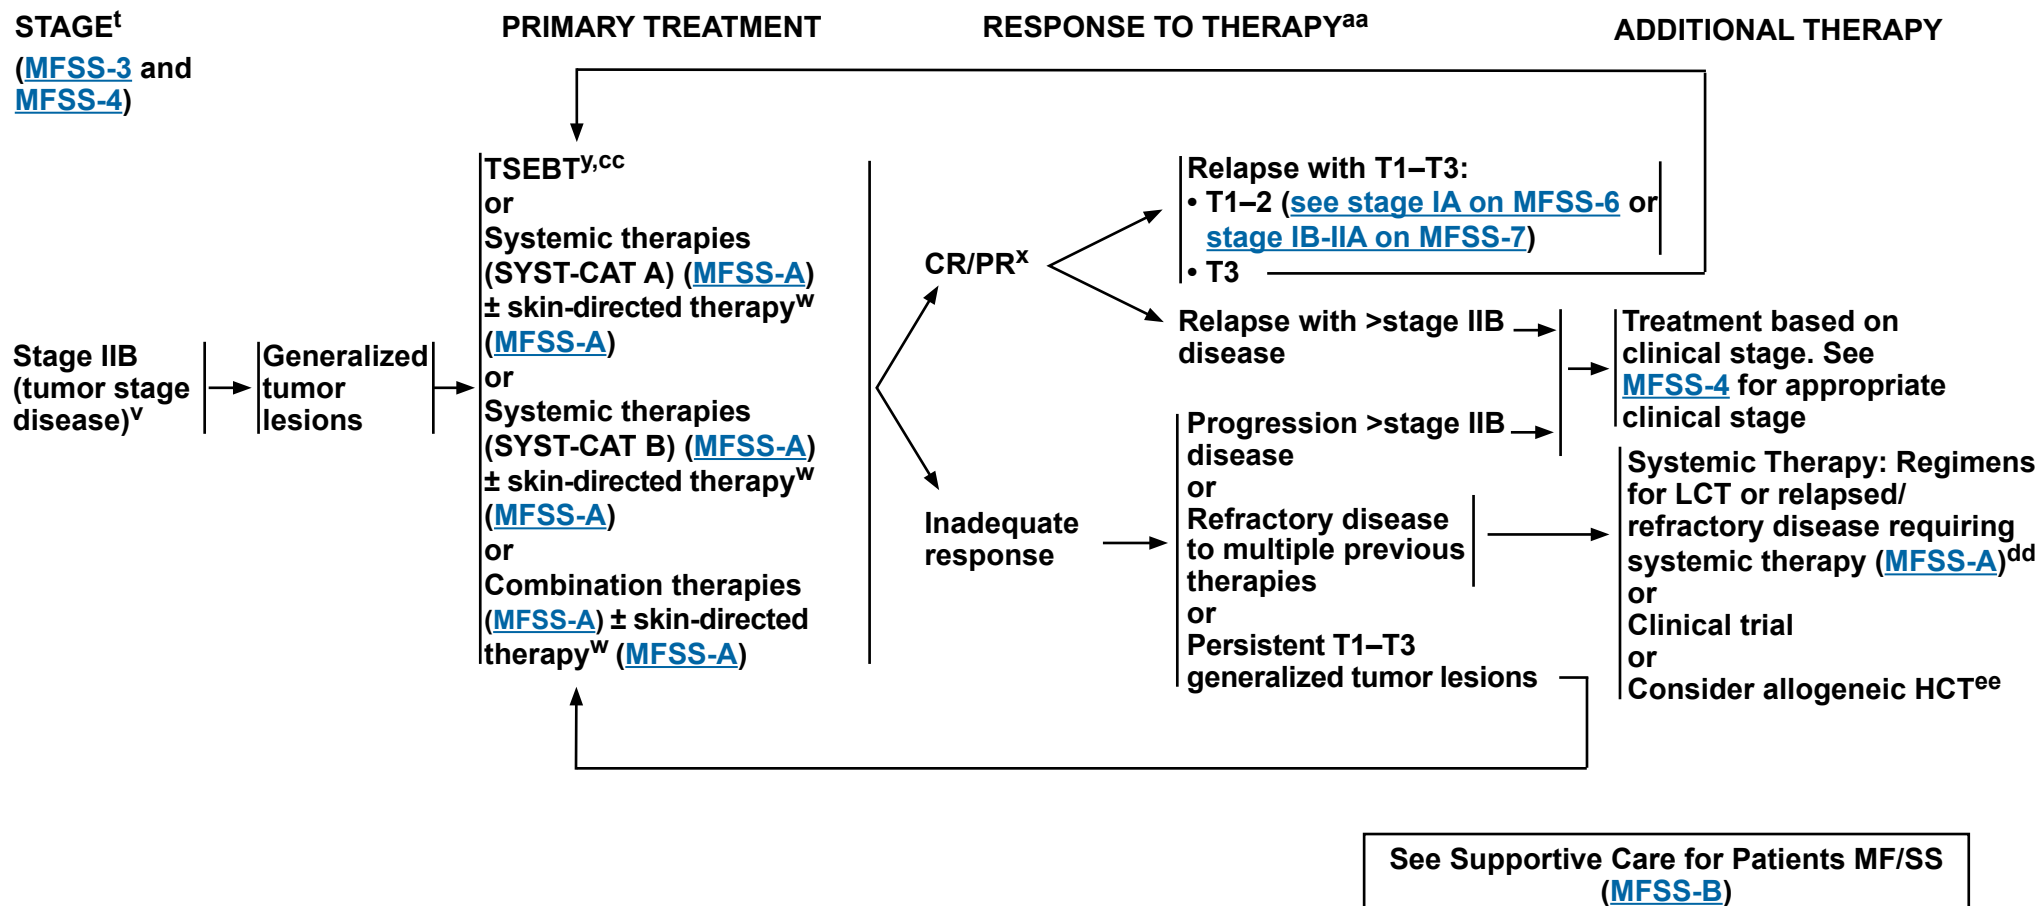 STAGEᵗ
(MFSS-3 and
MFSS-4)
PRIMARY TREATMENT
RESPONSE TO THERAPYᵃᵃ
ADDITIONAL THERAPY
Stage IIB
(tumor stage
disease)ᵛ
Generalized
tumor
lesions
TSEBTʸ,ᶜᶜ
or
Systemic therapies
(SYST-CAT A) (MFSS-A)
± skin-directed therapyʷ
(MFSS-A)
or
Systemic therapies
(SYST-CAT B) (MFSS-A)
± skin-directed therapyʷ
(MFSS-A)
or
Combination therapies
(MFSS-A) ± skin-directed
therapyʷ (MFSS-A)
CR/PRˣ
Inadequate
response
Relapse with T1–T3:
• T1–2 (see stage IA on MFSS-6 or
stage IB-IIA on MFSS-7)
• T3
Relapse with >stage IIB
disease
Progression >stage IIB
disease
or
Refractory disease
to multiple previous
therapies
or
Persistent T1–T3
generalized tumor lesions
Treatment based on
clinical stage. See
MFSS-4 for appropriate
clinical stage
Systemic Therapy: Regimens
for LCT or relapsed/
refractory disease requiring
systemic therapy (MFSS-A)ᵈᵈ
or
Clinical trial
or
Consider allogeneic HCTᵉᵉ
See Supportive Care for Patients MF/SS
(MFSS-B)